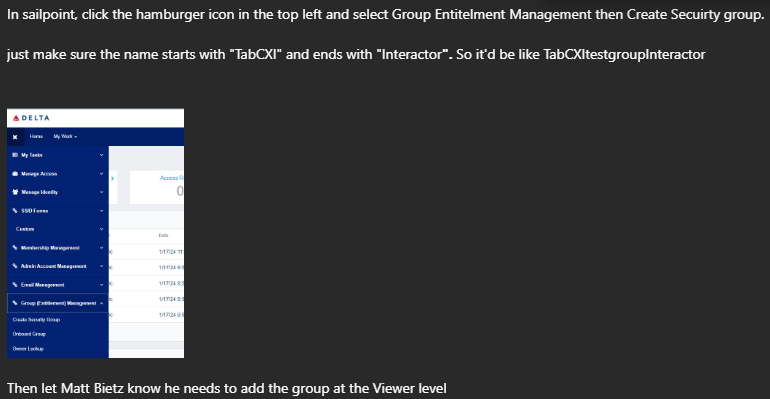 In sailpoint, click the hamburger icon in the top left and select Group Entitelment Management then Create Secuirty group.
just make sure the name starts with "TabCXI" and ends with "Interactor". So it'd be like TabCXItestgroupInteractor
DELTA
Home My Work
My Tasks
Manage Access
Access R
Manage Identity
0
SSID Forms
Custom
Date
Membership Management
1/17/24 11:
Admin Account Management
1/17/24 9:5
Email Management
1/17/24 9:5
Group (Entitlement) Management
1/17/24 9:5
Create Security Group
1/17/24 9:5
Onboard Group
Owner Lookup
Then let Matt Bietz know he needs to add the group at the Viewer level